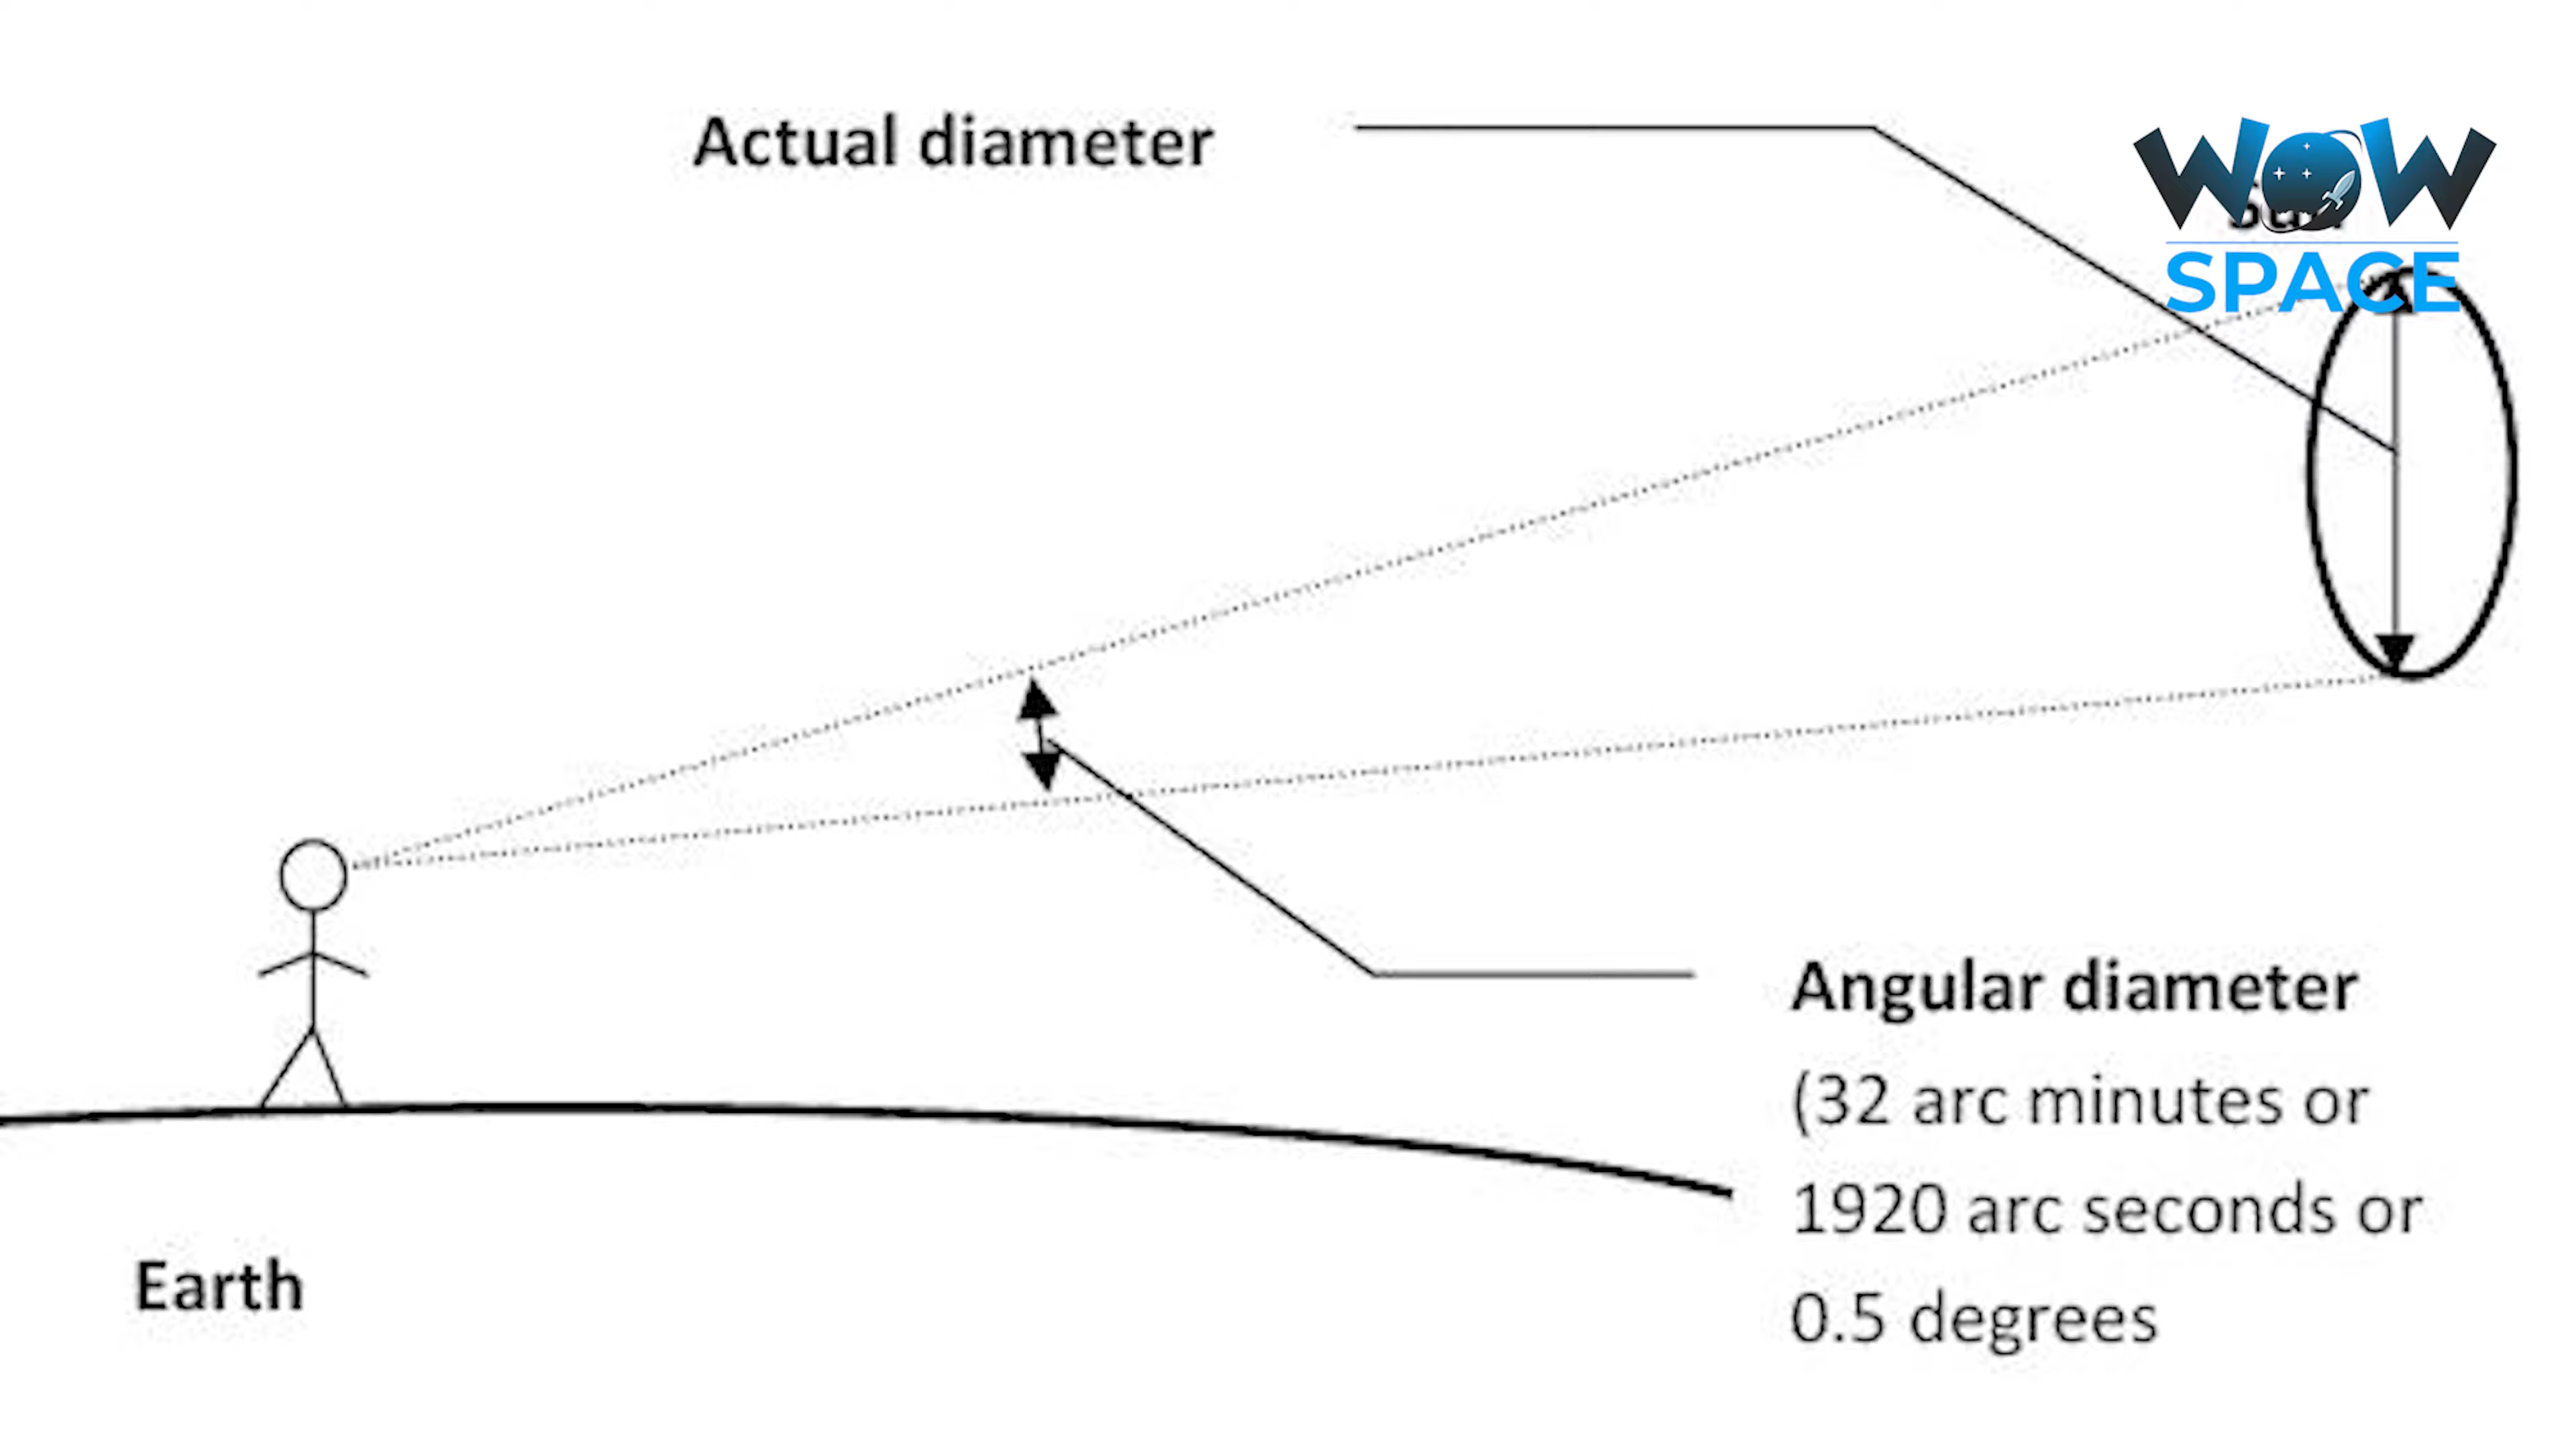 Actual diameter
WOW
SPACE
Angular diameter
(32 arc minutes or
1920 arc seconds or
0.5 degrees
Earth